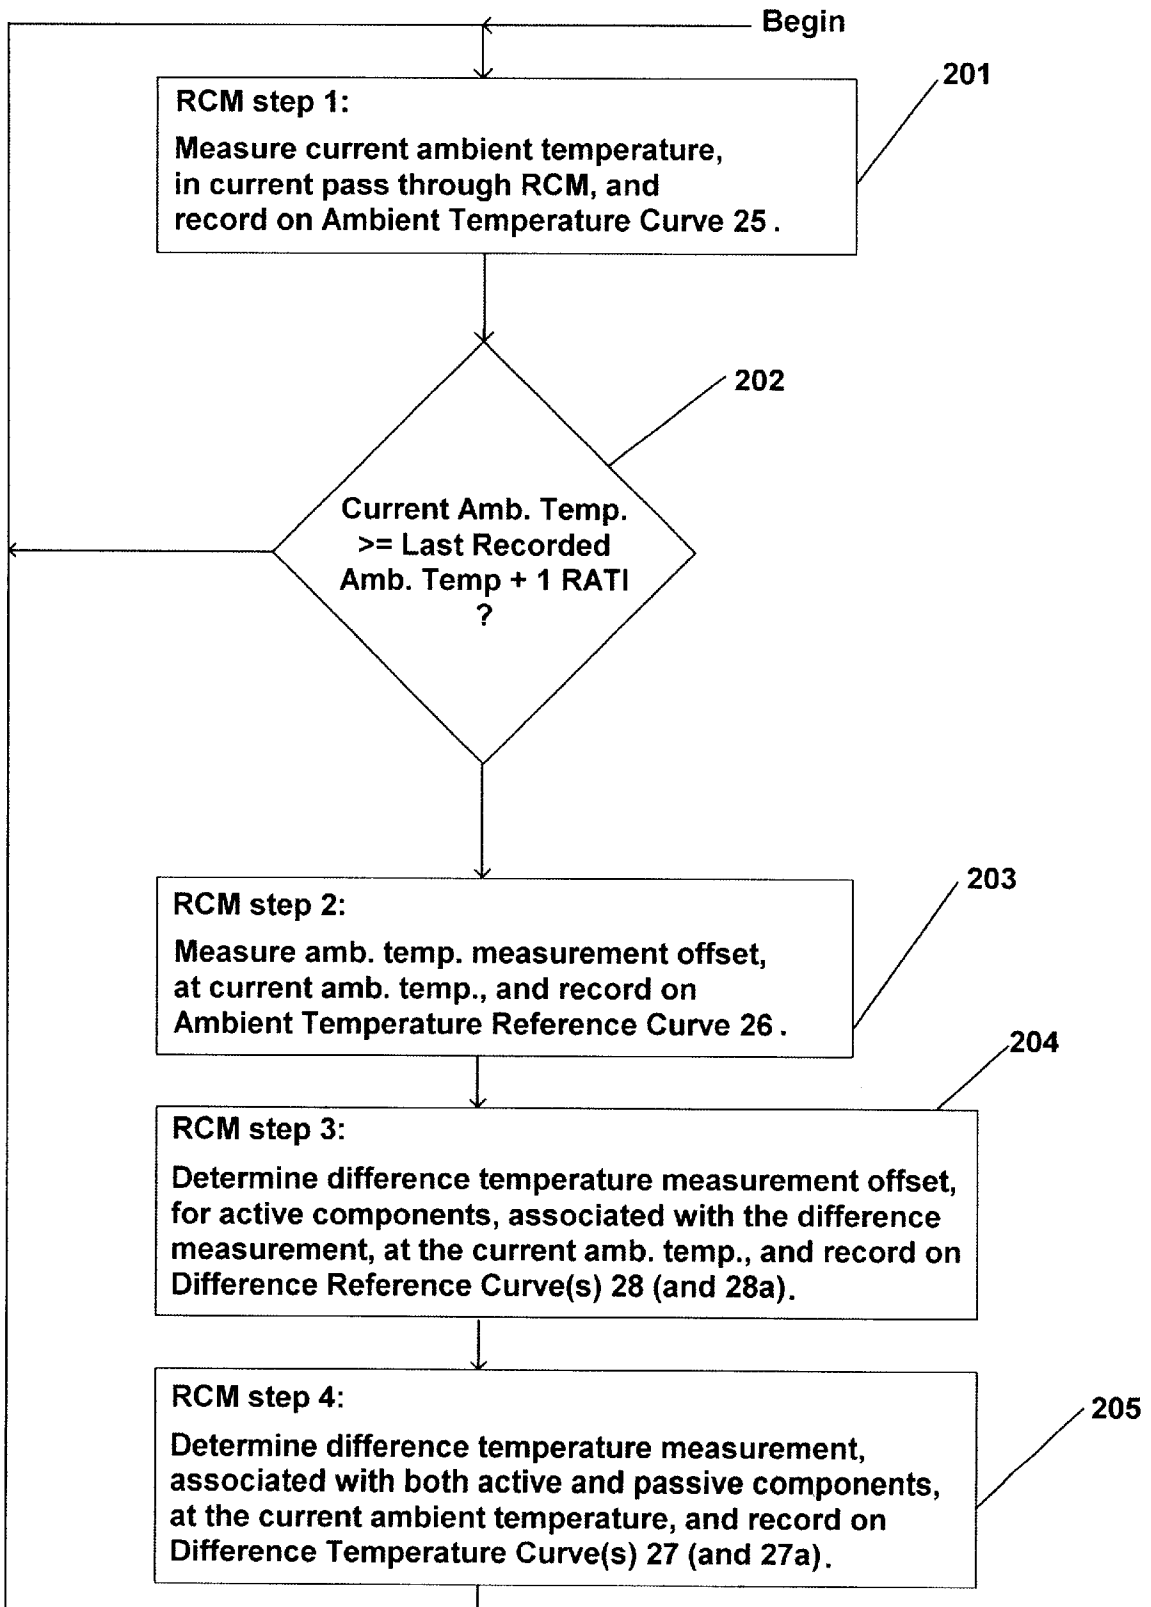 Begin
201
RCM step 1:
Measure current ambient temperature,
in current pass through RCM, and
record on Ambient Temperature Curve 25 .
202
Current Amb. Temp.
>= Last Recorded
Amb. Temp + 1 RATI
?
203
RCM step 2:
Measure amb. temp. measurement offset,
at current amb. temp., and record on
Ambient Temperature Reference Curve 26 .
204
RCM step 3:
Determine difference temperature measurement offset,
for active components, associated with the difference
measurement, at the current amb. temp., and record on
Difference Reference Curve(s) 28 (and 28a).
205
RCM step 4:
Determine difference temperature measurement,
associated with both active and passive components,
at the current ambient temperature, and record on
Difference Temperature Curve(s) 27 (and 27a).